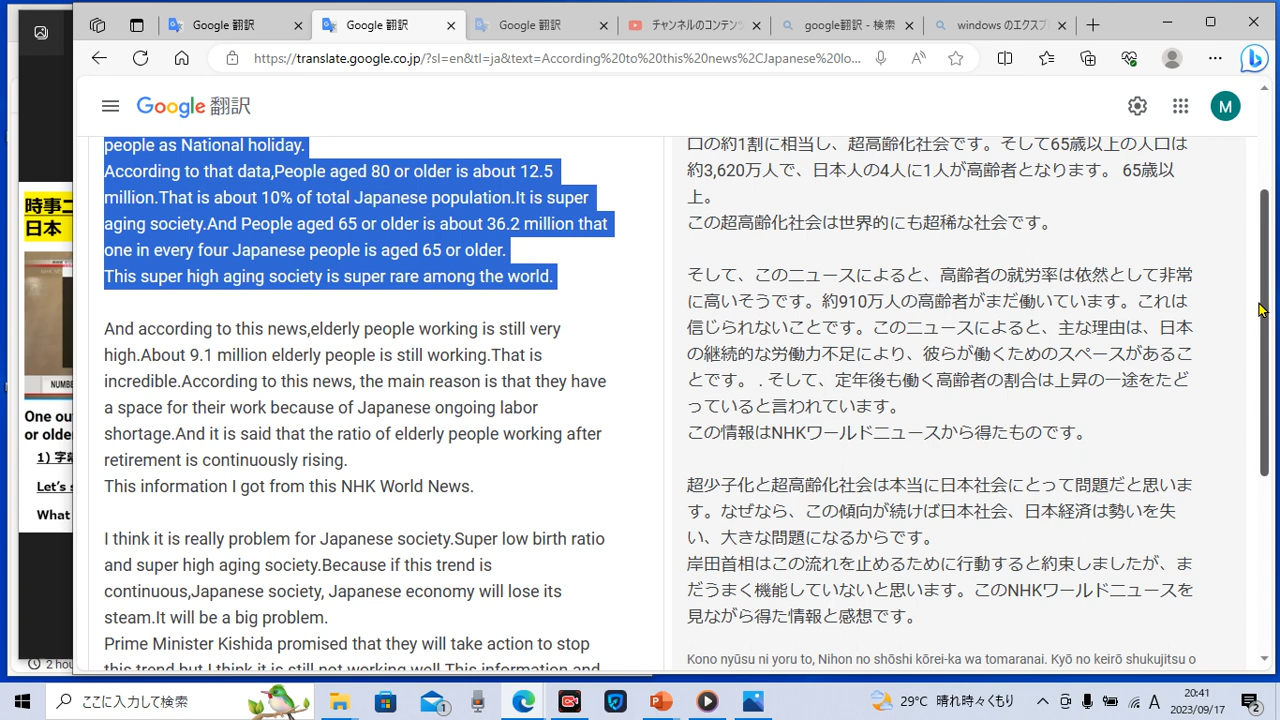 Google 翻訳
Google 翻訳
Google 翻訳
チャンネルのコンテンツ
google翻訳 - 検索
windows のエクスプ
https://translate.google.co.jp/?sl=en&tl=ja&text=According%20to%20this%20news%2CJapanese%20lo...
Google 翻訳
M
people as National holiday.
According to that data,People aged 80 or older is about 12.5
million.That is about 10% of total Japanese population.It is super
aging society.And People aged 65 or older is about 36.2 million that
one in every four Japanese people is aged 65 or older.
This super high aging society is super rare among the world.
And according to this news,elderly people working is still very
high.About 9.1 million elderly people is still working.That is
incredible.According to this news, the main reason is that they have
a space for their work because of Japanese ongoing labor
shortage.And it is said that the ratio of elderly people working after
retirement is continuously rising.
This information I got from this NHK World News.
I think it is really problem for Japanese society.Super low birth ratio
and super high aging society.Because if this trend is
continuous,Japanese society, Japanese economy will lose its
steam.It will be a big problem.
Prime Minister Kishida promised that they will take action to stop
this trend but I think it is still not working well.This information and
口の約1割に相当し、超高齢化社会です。そして65歳以上の人口は
約3,620万人で、日本人の4人に1人が高齢者となります。 65歳以
上。
この超高齢化社会は世界的にも超稀な社会です。
そして、このニュースによると、高齢者の就労率は依然として非常
に高いそうです。約910万人の高齢者がまだ働いています。これは
信じられないことです。このニュースによると、主な理由は、日本
の継続的な労働力不足により、彼らが働くためのスペースがあるこ
とです。 . そして、定年後も働く高齢者の割合は上昇の一途をたど
っていると言われています。
この情報はNHKワールドニュースから得たものです。
超少子化と超高齢化社会は本当に日本社会にとって問題だと思いま
す。なぜなら、この傾向が続けば日本社会、日本経済は勢いを失
い、大きな問題になるからです。
岸田首相はこの流れを止めるために行動すると約束しましたが、ま
だうまく機能していないと思います。このNHKワールドニュースを
見ながら得た情報と感想です。
Kono nyūsu ni yoru to, Nihon no shōshi kōrei-ka wa tomaranai. Kyō no keirō shukujitsu o
時事ニ
日本
NUMBE
One ou
or olde
1) 字幕
Let's s
What
2 hou
ここに入力して検索
1
29°C 晴れ時々くもり
A
20:41
2023/09/17
2